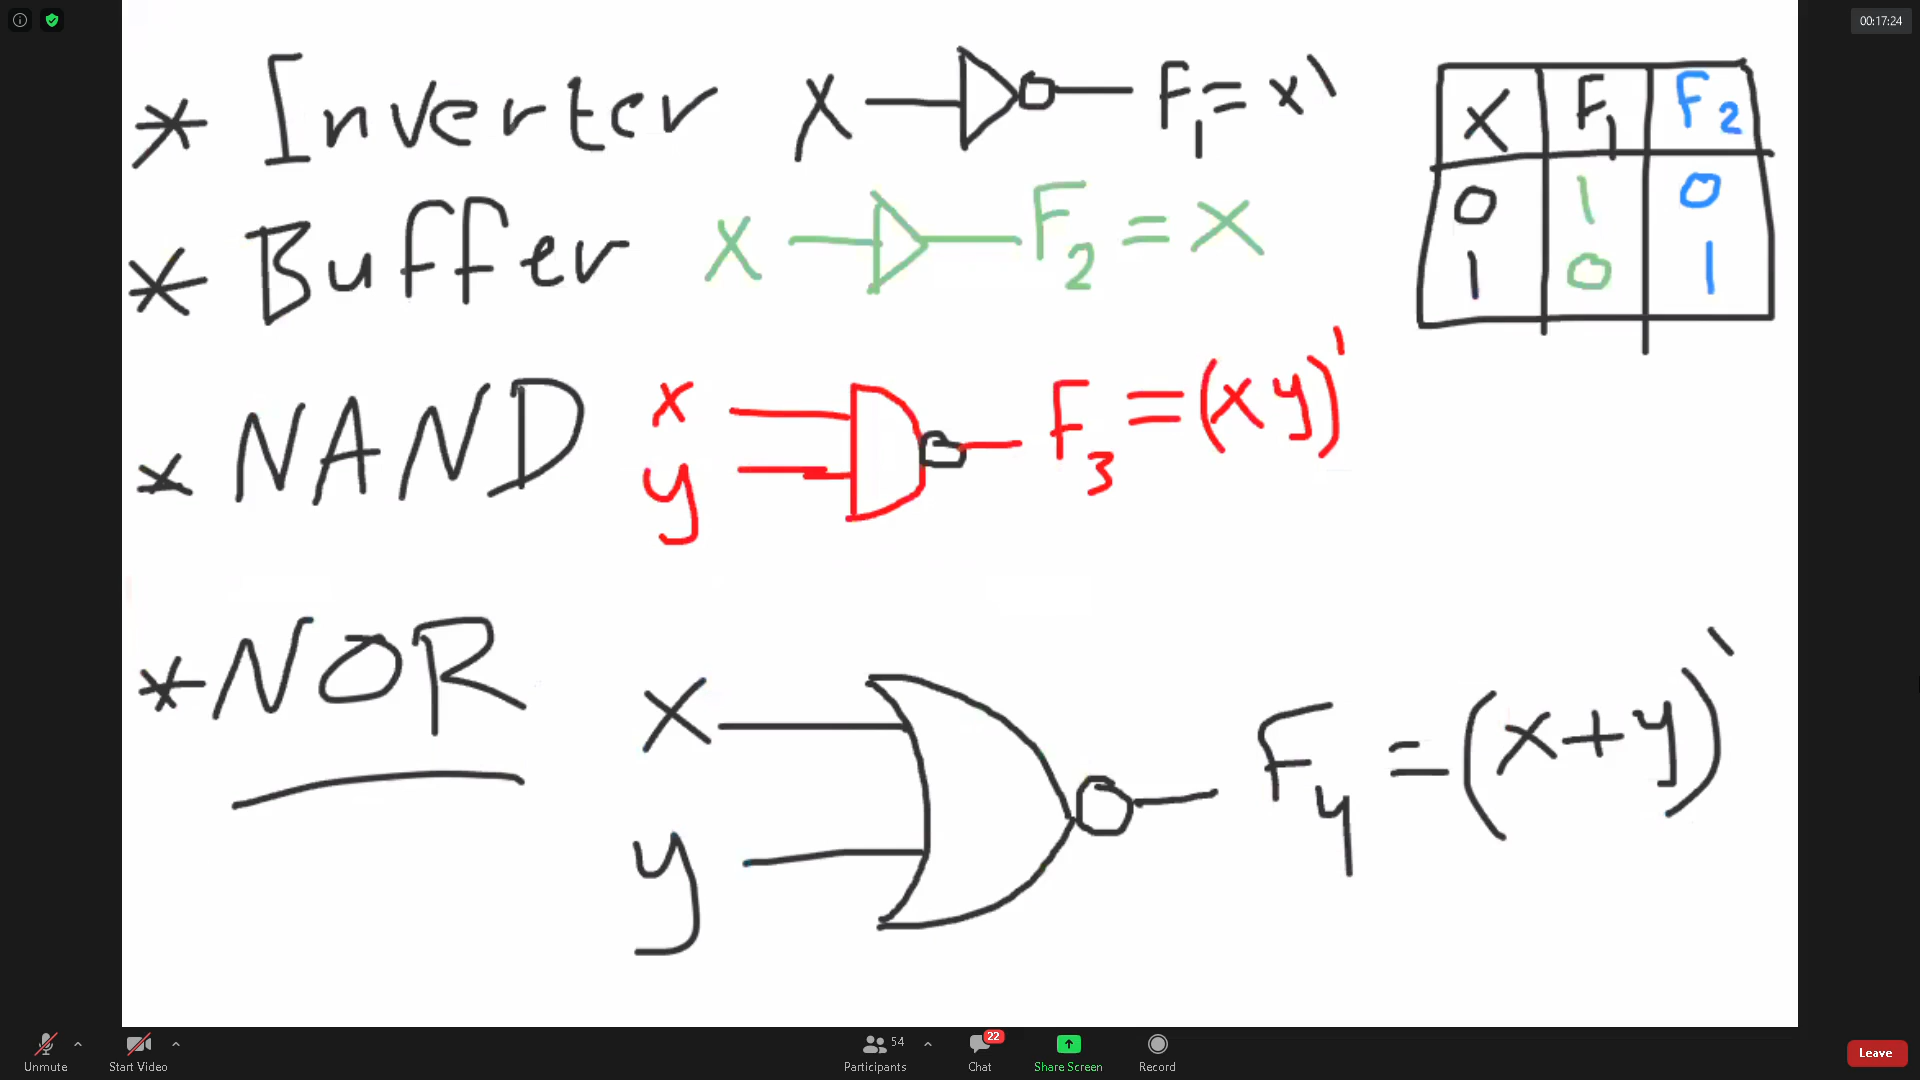 00:17:24
* Inverter X F1 = x'
X F1 F2
0 1 0
1 0 1
* Buffer X F2 = X
* NAND x y F3 = (xy)'
* NOR X y F4 = (x+y)'
Unmute Start Video 54 Participants 22 Chat Share Screen Record Leave